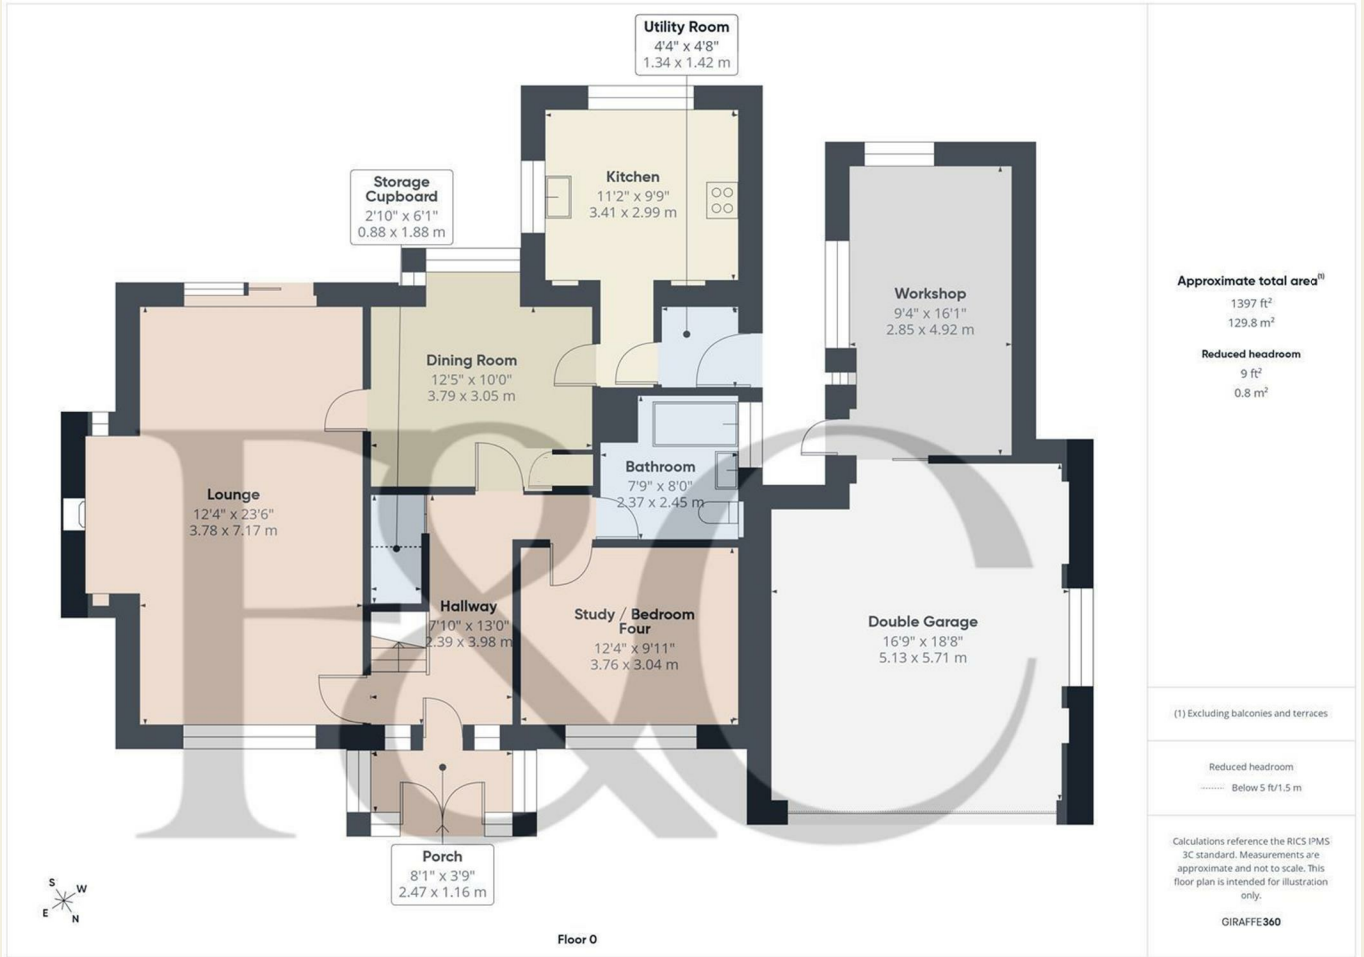 Utility Room
4'4" x 4'8"
1.34 x 1.42 m
Storage
Cupboard
2'10" x 6'1"
0.88 x 1.88 m
Kitchen
11'2" x 9'9"
3.41 x 2.99 m
Workshop
9'4" x 16'1"
2.85 x 4.92 m
Dining Room
12'5" x 10'0"
3.79 x 3.05 m
Lounge
12'4" x 23'6"
3.78 x 7.17 m
Bathroom
7'9" x 8'0"
2.37 x 2.45 m
Hallway
7'10" x 13'0"
2.39 x 3.98 m
Study / Bedroom
Four
12'4" x 9'11"
3.76 x 3.04 m
Double Garage
16'9" x 18'8"
5.13 x 5.71 m
Porch
8'1" x 3'9"
2.47 x 1.16 m
F&C
S
W
E
N
Floor 0
Approximate total area(1)
1397 ft²
129.8 m²
Reduced headroom
9 ft²
0.8 m²
(1) Excluding balconies and terraces
Reduced headroom
Below 5 ft/1.5 m
Calculations reference the RICS IPMS
3C standard. Measurements are
approximate and not to scale. This
floor plan is intended for illustration
only.
GIRAFFE360